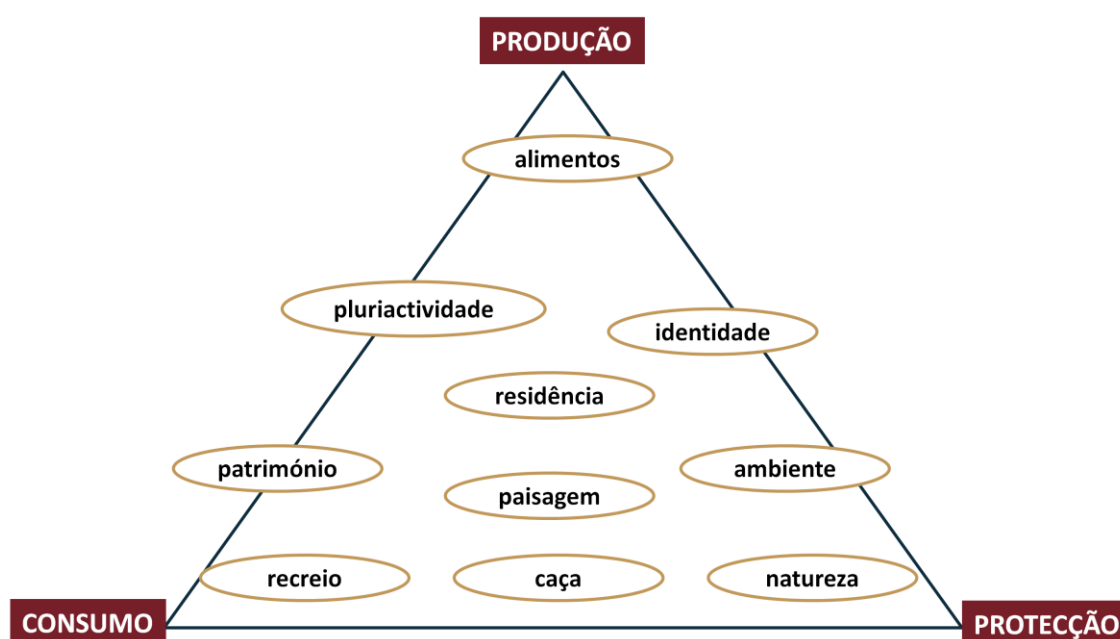 PRODUÇÃO
alimentos
pluriactividade
identidade
residência
património
ambiente
paisagem
recreio
caça
natureza
CONSUMO
PROTECÇÃO